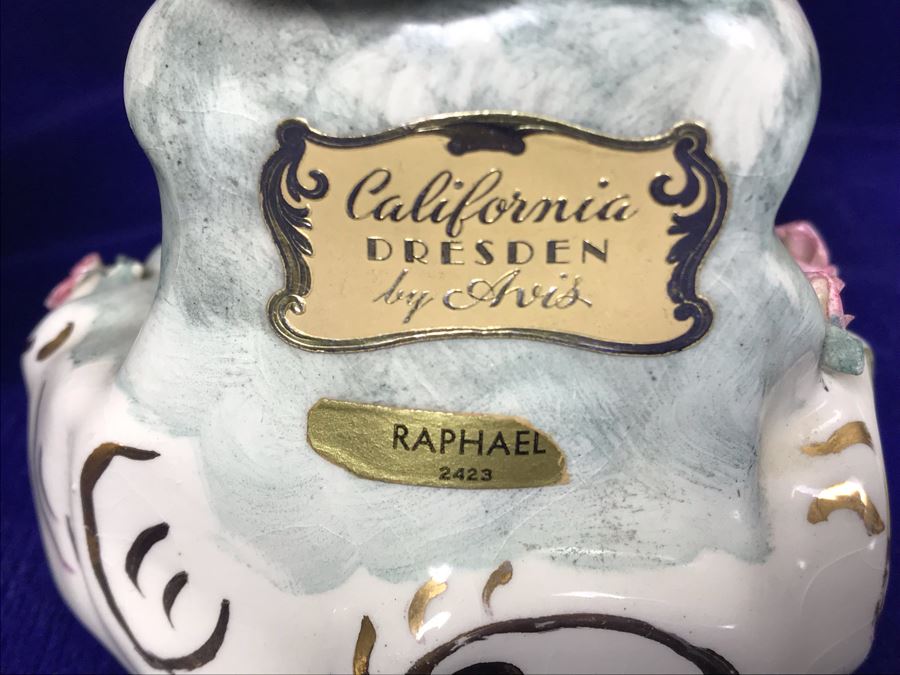 California
DRESDEN
by Avis
RAPHAEL
2423